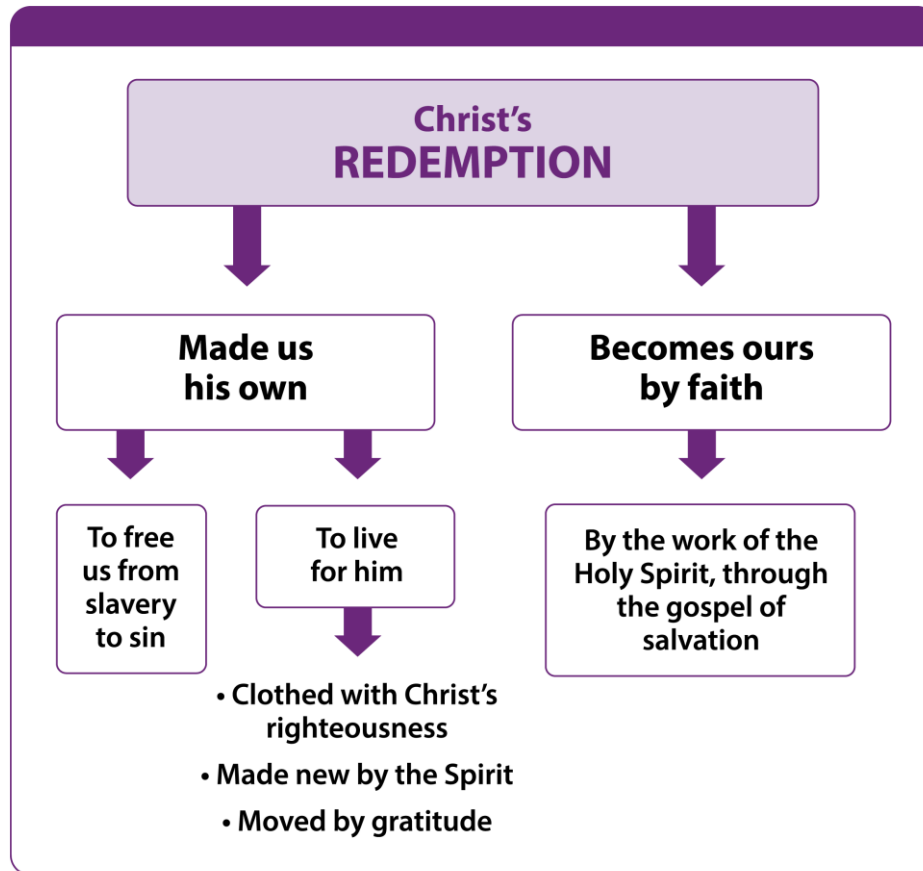 Christ's
REDEMPTION
Made us
his own
Becomes ours
by faith
To free
us from
slavery
to sin
To live
for him
By the work of the
Holy Spirit, through
the gospel of
salvation
• Clothed with Christ's
righteousness
• Made new by the Spirit
• Moved by gratitude